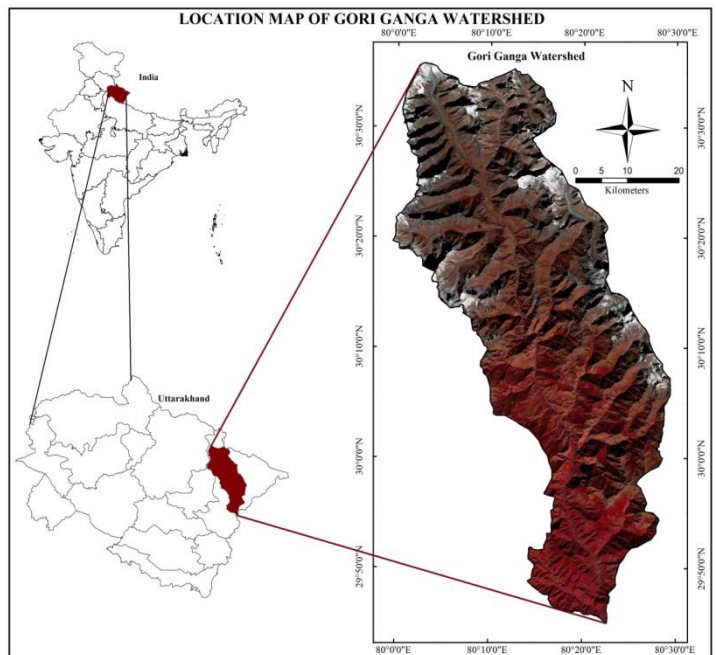 LOCATION MAP OF GORI GANGA WATERSHED
India
Uttarakhand
80°0'0"E 80°10'0"E 80°20'0"E 80°30'0"E
Gori Ganga Watershed
N
0 5 10 20
Kilometers
30°30'0"N
30°20'0"N
30°10'0"N
30°0'0"N
29°50'0"N
30°30'0"N
30°20'0"N
30°10'0"N
30°0'0"N
29°50'0"N
80°0'0"E 80°10'0"E 80°20'0"E 80°30'0"E